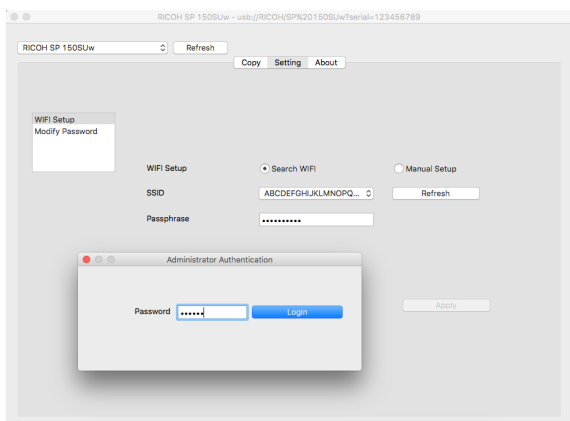 RICOH SP 150SUw - usb://RICOH/SP%20150SUw?serial=123456789
RICOH SP 150SUw Refresh
Copy Setting About
WIFI Setup
Modify Password
WIFI Setup Search WIFI Manual Setup
SSID ABCDEFGHIJKLMNOPQ... Refresh
Passphrase ••••••••••
Administrator Authentication
Password •••••• Login
Apply